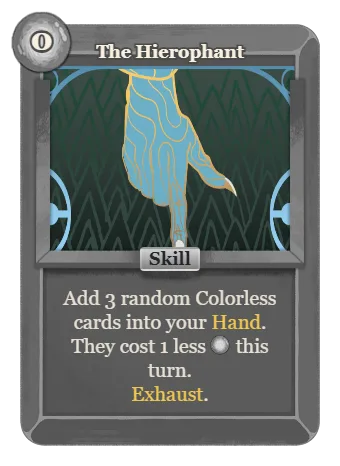 0
The Hierophant
Skill
Add 3 random Colorless
cards into your Hand.
They cost 1 less this
turn.
Exhaust.